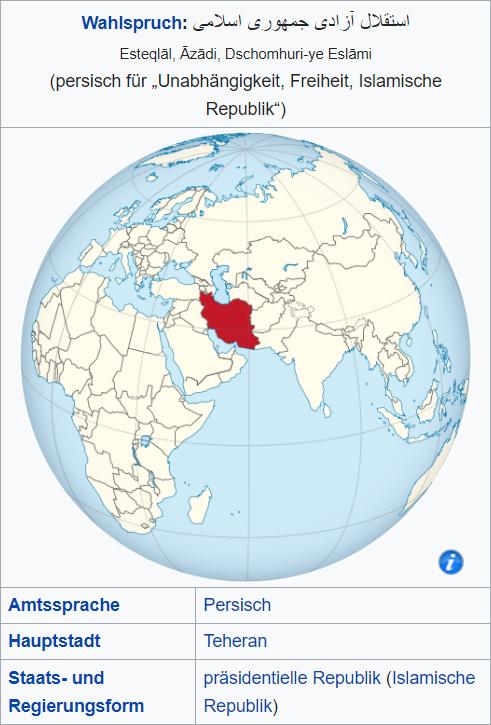 Wahlspruch: استقلال آزادی جمهوری اسلامی
Esteqlāl, Āzādi, Dschomhuri-ye Eslāmi
(persisch für „Unabhängigkeit, Freiheit, Islamische
Republik“)
i
Amtssprache Persisch
Hauptstadt Teheran
Staats- und präsidentielle Republik (Islamische
Regierungsform Republik)